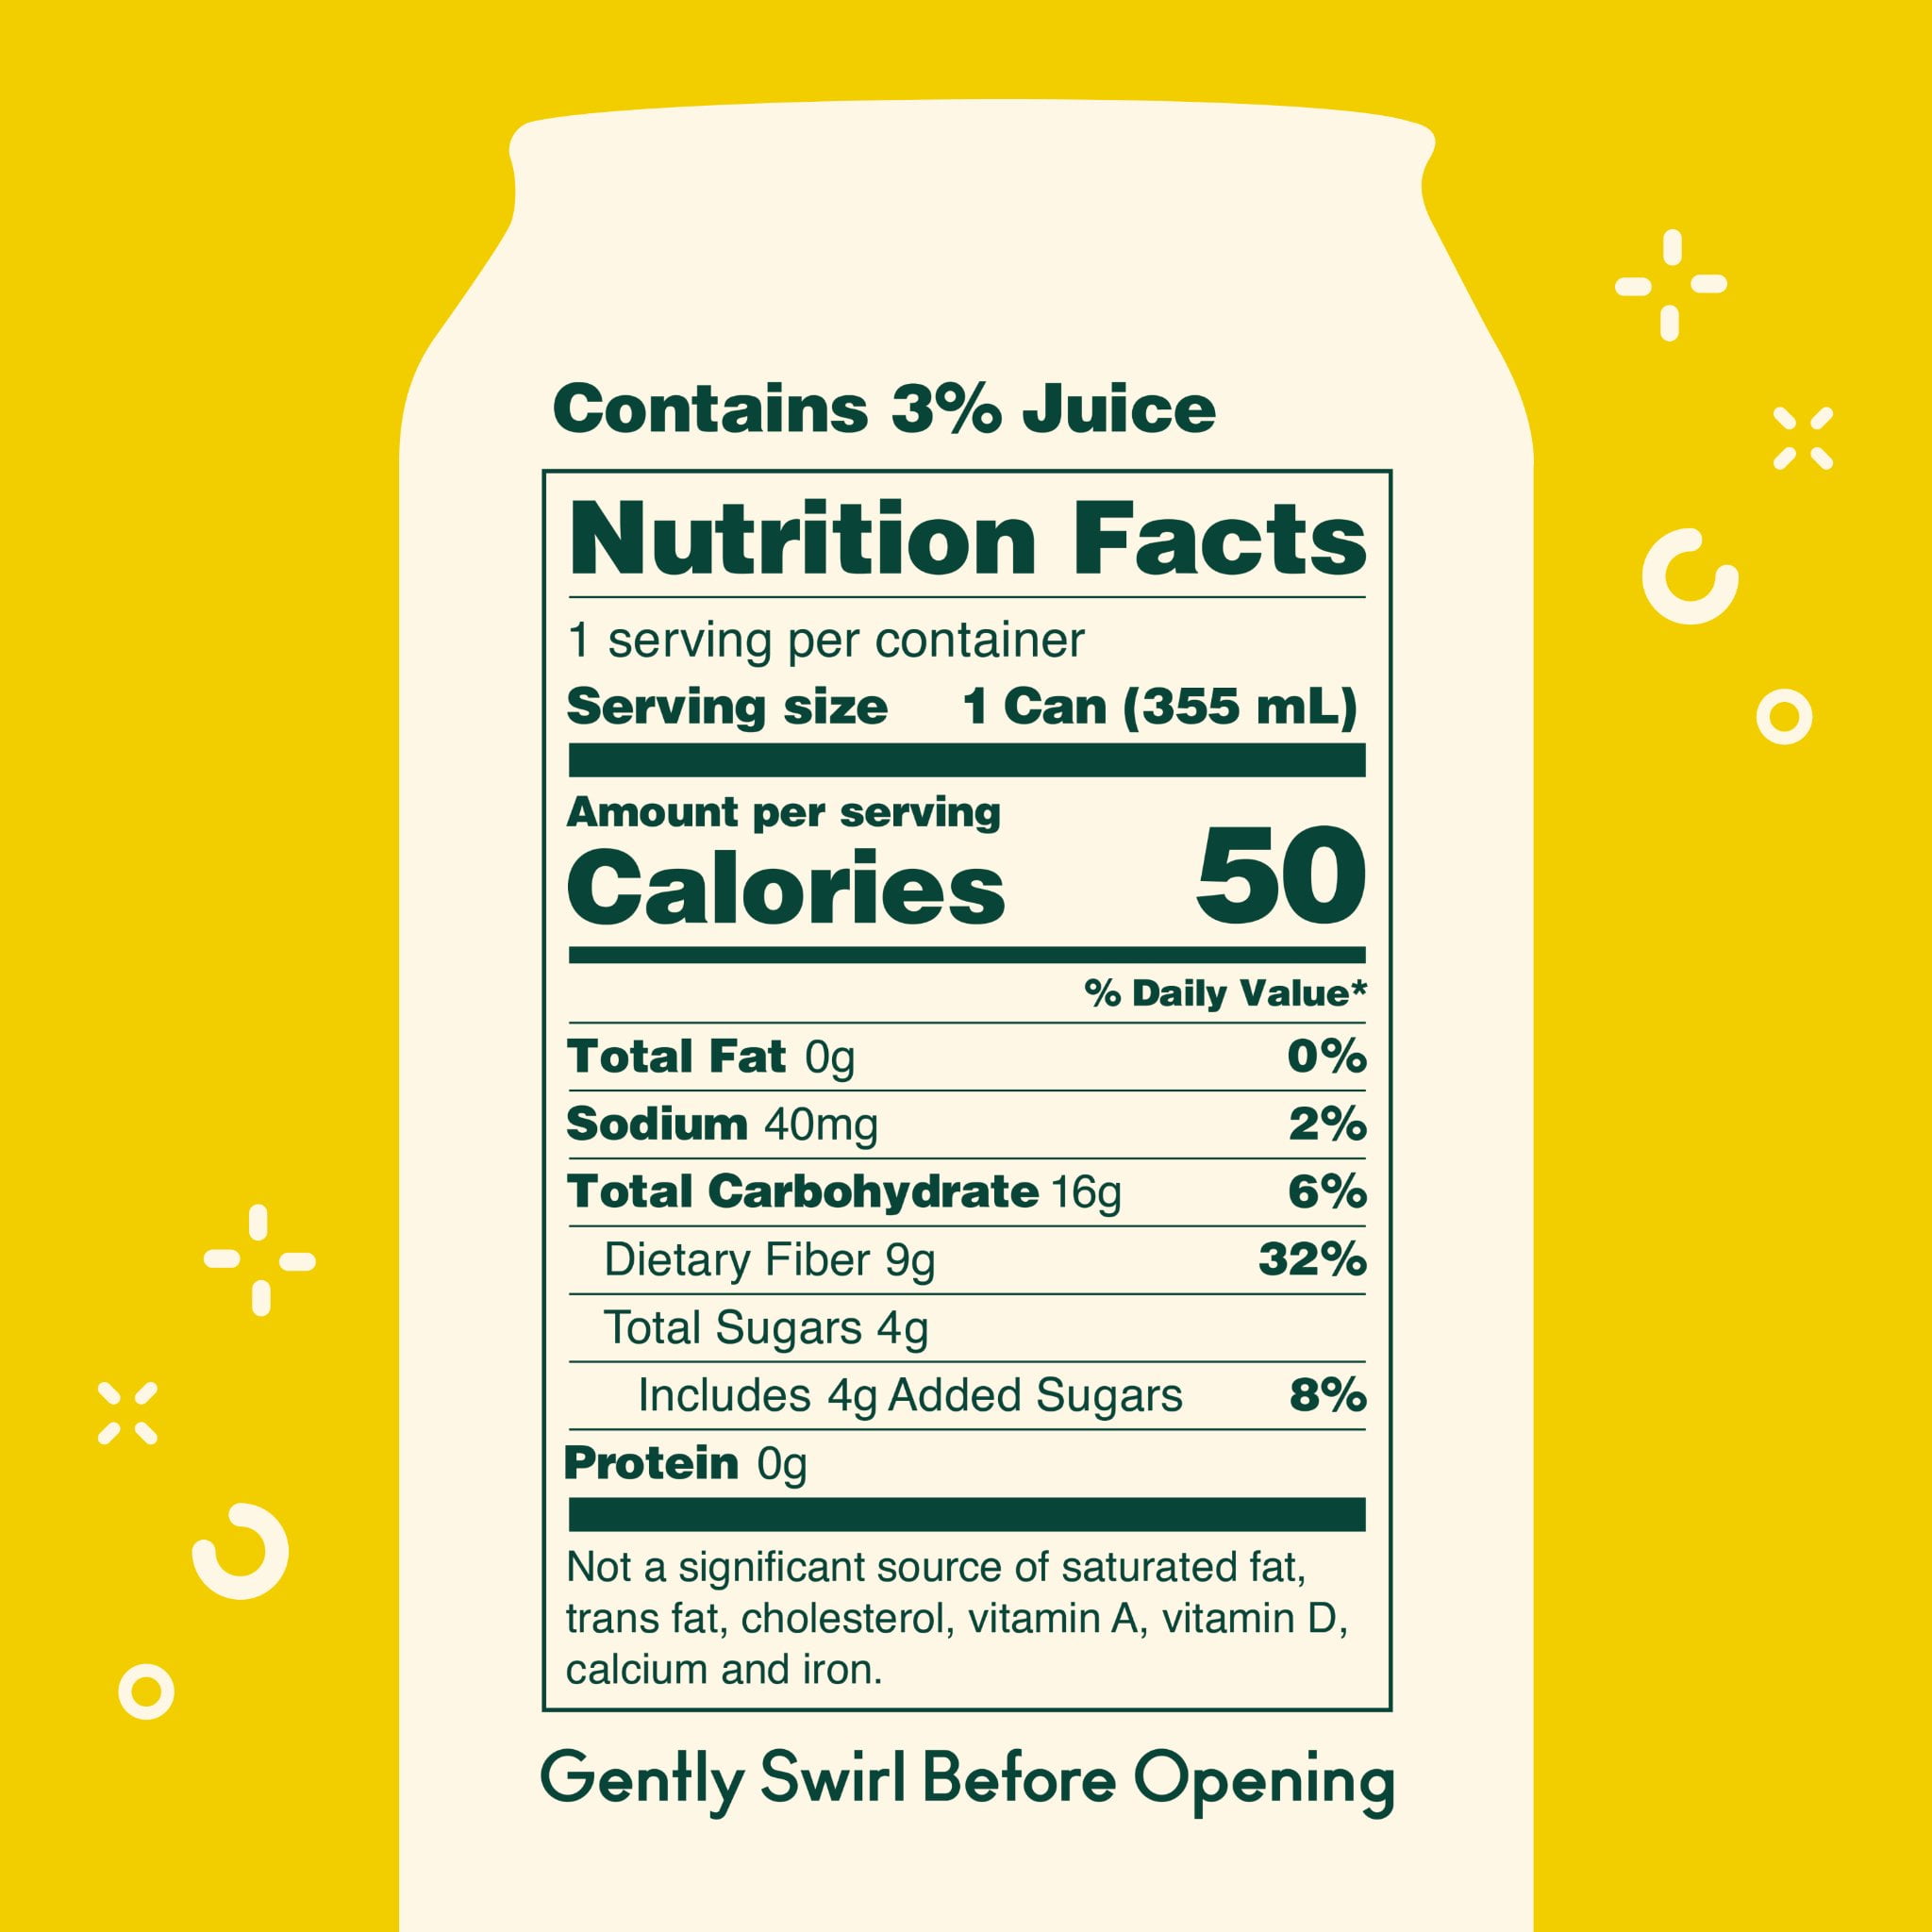 Contains 3% Juice
Nutrition Facts
1 serving per container
Serving size 1 Can (355 mL)
Amount per serving
Calories 50
% Daily Value*
Total Fat 0g 0%
Sodium 40mg 2%
Total Carbohydrate 16g 6%
Dietary Fiber 9g 32%
Total Sugars 4g
Includes 4g Added Sugars 8%
Protein 0g
Not a significant source of saturated fat,
trans fat, cholesterol, vitamin A, vitamin D,
calcium and iron.
Gently Swirl Before Opening